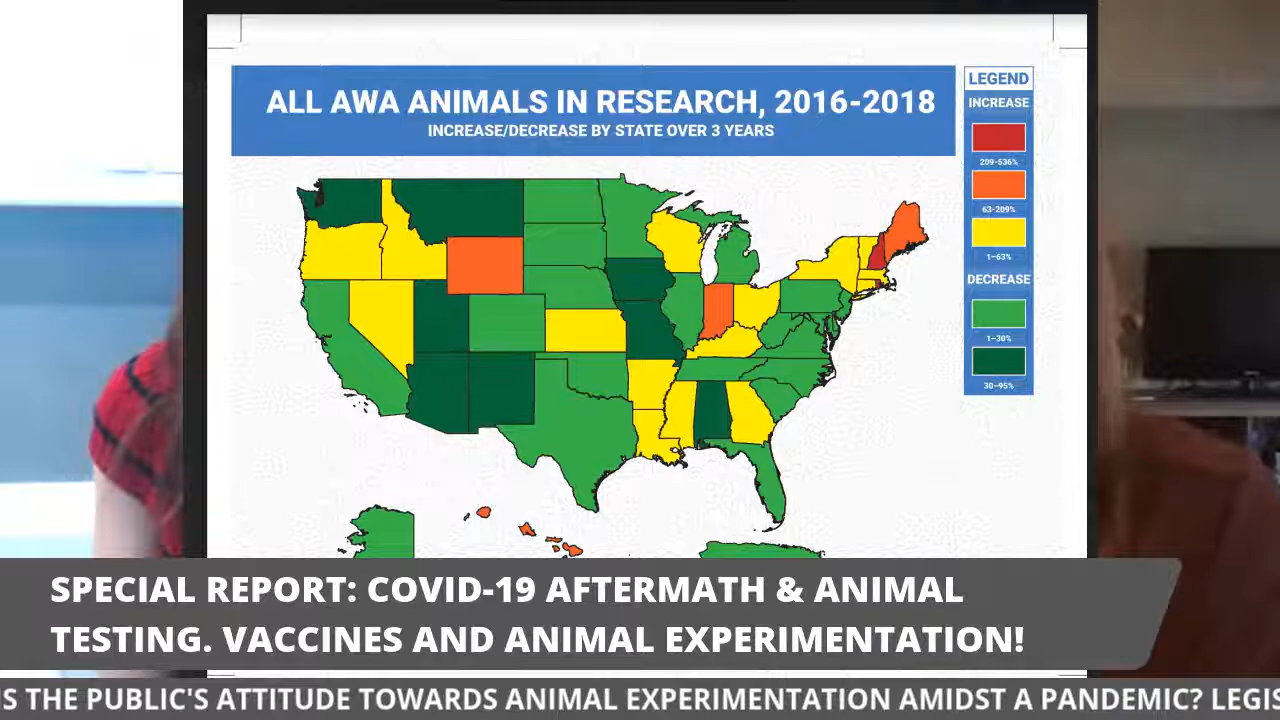 ALL AWA ANIMALS IN RESEARCH, 2016-2018
INCREASE/DECREASE BY STATE OVER 3 YEARS
LEGEND
INCREASE
209-536%
63-209%
1-63%
DECREASE
1-30%
30-95%
SPECIAL REPORT: COVID-19 AFTERMATH & ANIMAL
TESTING. VACCINES AND ANIMAL EXPERIMENTATION!
IS THE PUBLIC'S ATTITUDE TOWARDS ANIMAL EXPERIMENTATION AMIDST A PANDEMIC? LEGIS